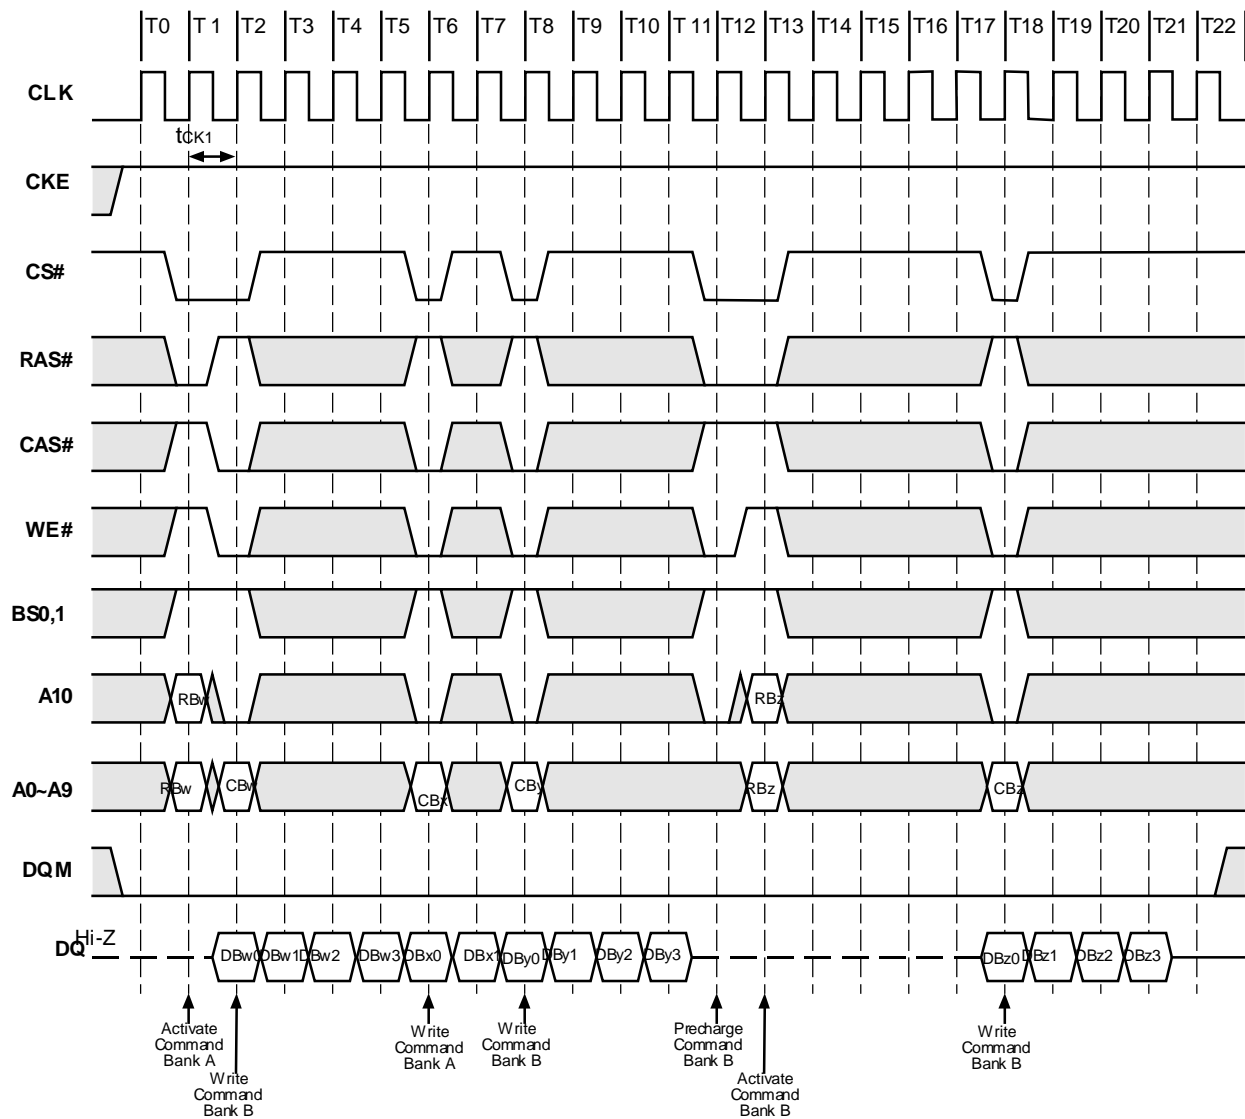 T0 T 1 T2 T3 T4 T5 T6 T7 T8 T9 T10 T 11 T12 T13 T14 T15 T16 T17 T18 T19 T20 T21 T22
CLK
tCK1
CKE
CS#
RAS#
CAS#
WE#
BS0,1
A10 RBw RBz
A0~A9 RBw CBw CBx CBy RBz CBz
DQM
DQ Hi-Z DBw0 DBw1 DBw2 DBw3 DBx0 DBx1 DBy0 DBy1 DBy2 DBy3 DBz0 DBz1 DBz2 DBz3
Activate
Command
Bank A
Write
Command
Bank B
Write
Command
Bank A
Write
Command
Bank B
Precharge
Command
Bank B
Activate
Command
Bank B
Write
Command
Bank B